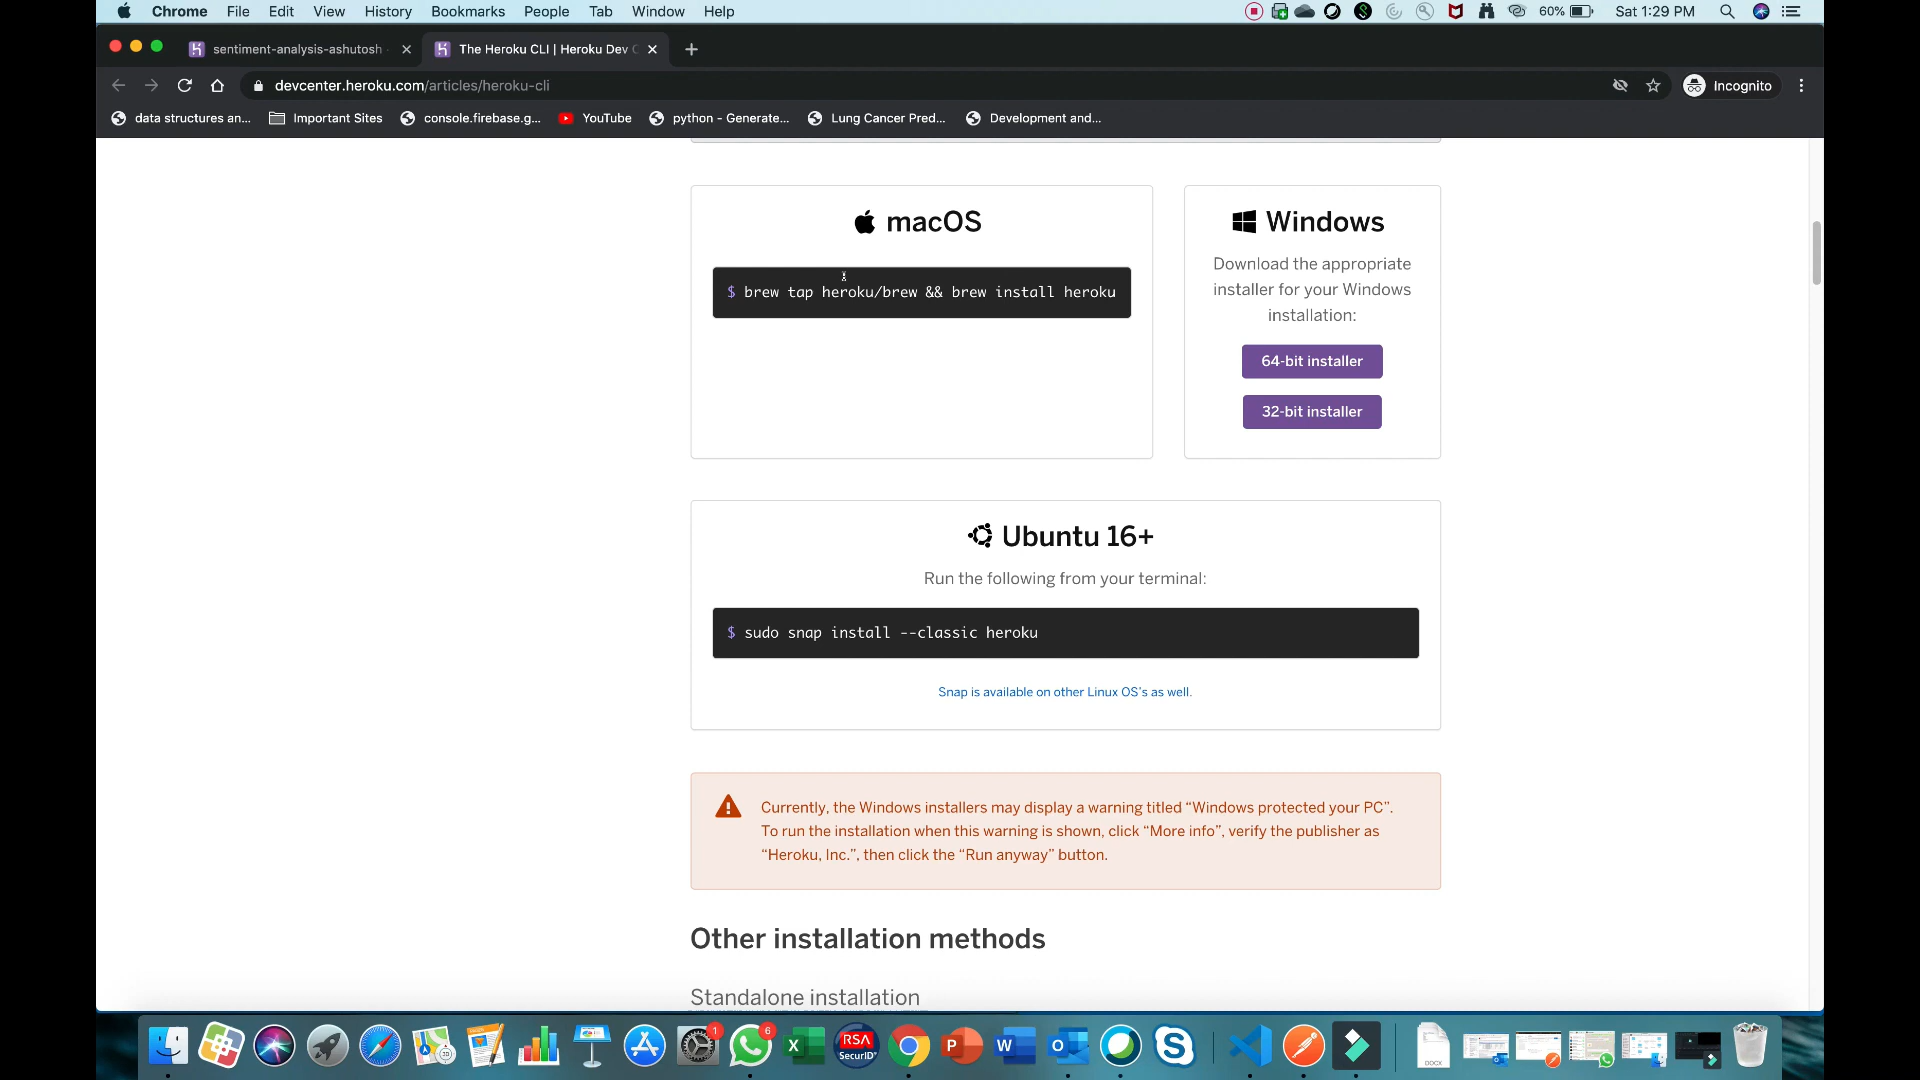 Chrome File Edit View History Bookmarks People Tab Window Help 60% Sat 1:29 PM
sentiment-analysis-ashutosh The Heroku CLI | Heroku Dev C
devcenter.heroku.com/articles/heroku-cli Incognito
data structures an... Important Sites console.firebase.g... YouTube python - Generate... Lung Cancer Pred... Development and...
macOS
$ brew tap heroku/brew && brew install heroku
Windows
Download the appropriate
installer for your Windows
installation:
64-bit installer
32-bit installer
Ubuntu 16+
Run the following from your terminal:
$ sudo snap install --classic heroku
Snap is available on other Linux OS's as well.
Currently, the Windows installers may display a warning titled “Windows protected your PC”.
To run the installation when this warning is shown, click “More info”, verify the publisher as
“Heroku, Inc.”, then click the “Run anyway” button.
Other installation methods
Standalone installation
1 6 RSA
SecurID
DOCX